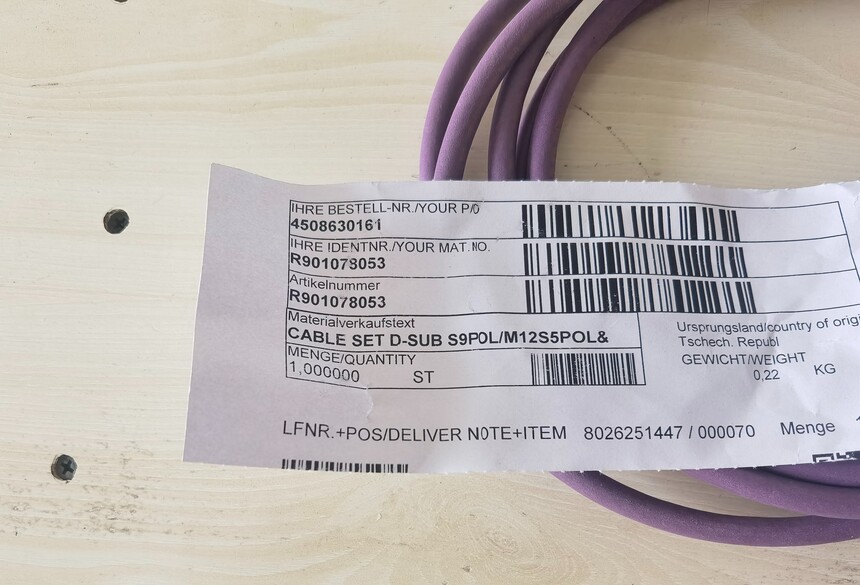 IHRE BESTELL-NR./YOUR P/O
4508630161
IHRE IDENTNR./YOUR MAT.NO.
R901078053
Artikelnummer
R901078053
Materialverkaufstext
CABLE SET D-SUB S9POL/M12S5POL&
MENGE/QUANTITY
1,000000 ST
Ursprungsland/country of origi
Tschech. Republ
GEWICHT/WEIGHT
0,22 KG
LFNR.+POS/DELIVER NOTE+ITEM 8026251447 / 000070 Menge